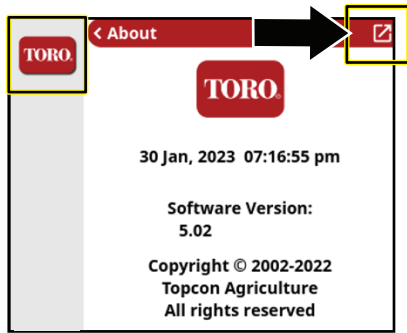 TORO.
< About
TORO.
30 Jan, 2023 07:16:55 pm
Software Version:
5.02
Copyright © 2002-2022
Topcon Agriculture
All rights reserved